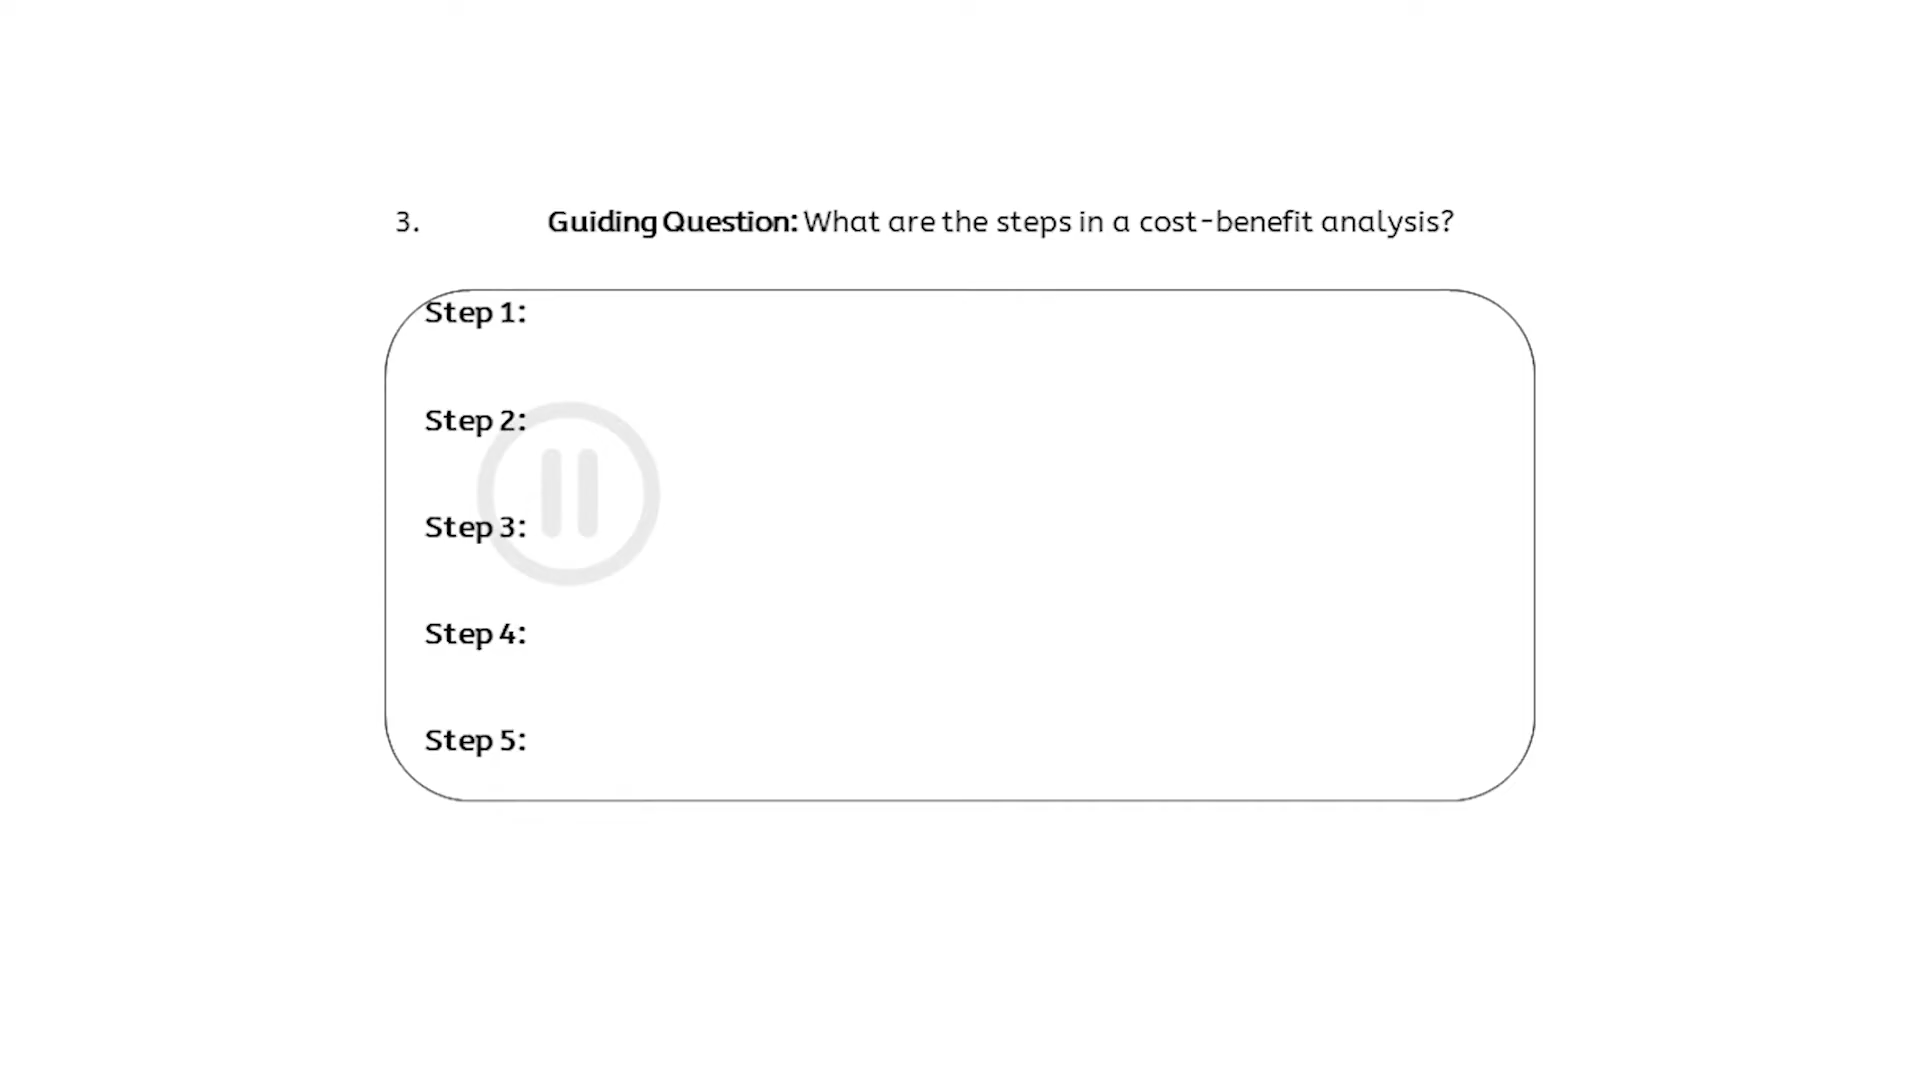 3. Guiding Question: What are the steps in a cost-benefit analysis?
Step 1:
Step 2:
Step 3:
Step 4:
Step 5: